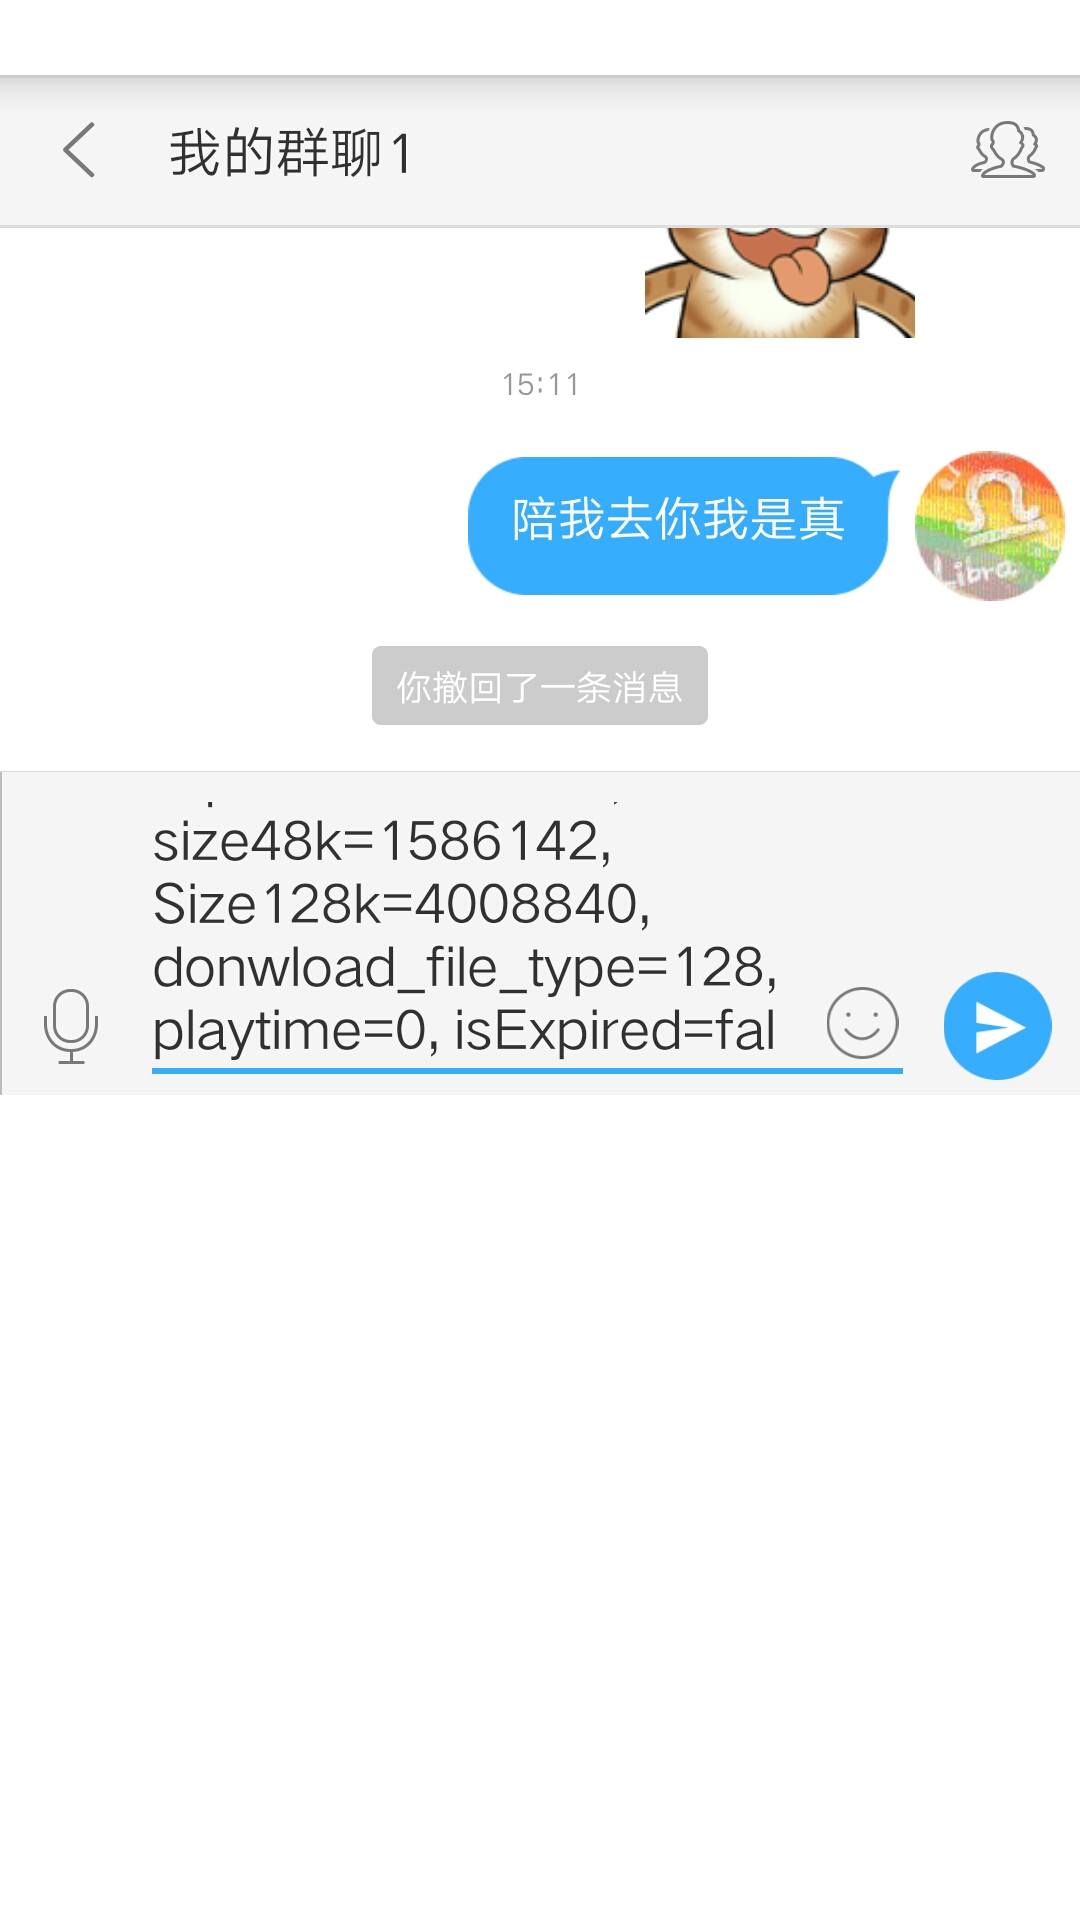 我的群聊1
15:11
陪我去你我是真
Libra
你撤回了一条消息
size48k=1586142,
Size128k=4008840,
donwload_file_type=128,
playtime=0, isExpired=fal